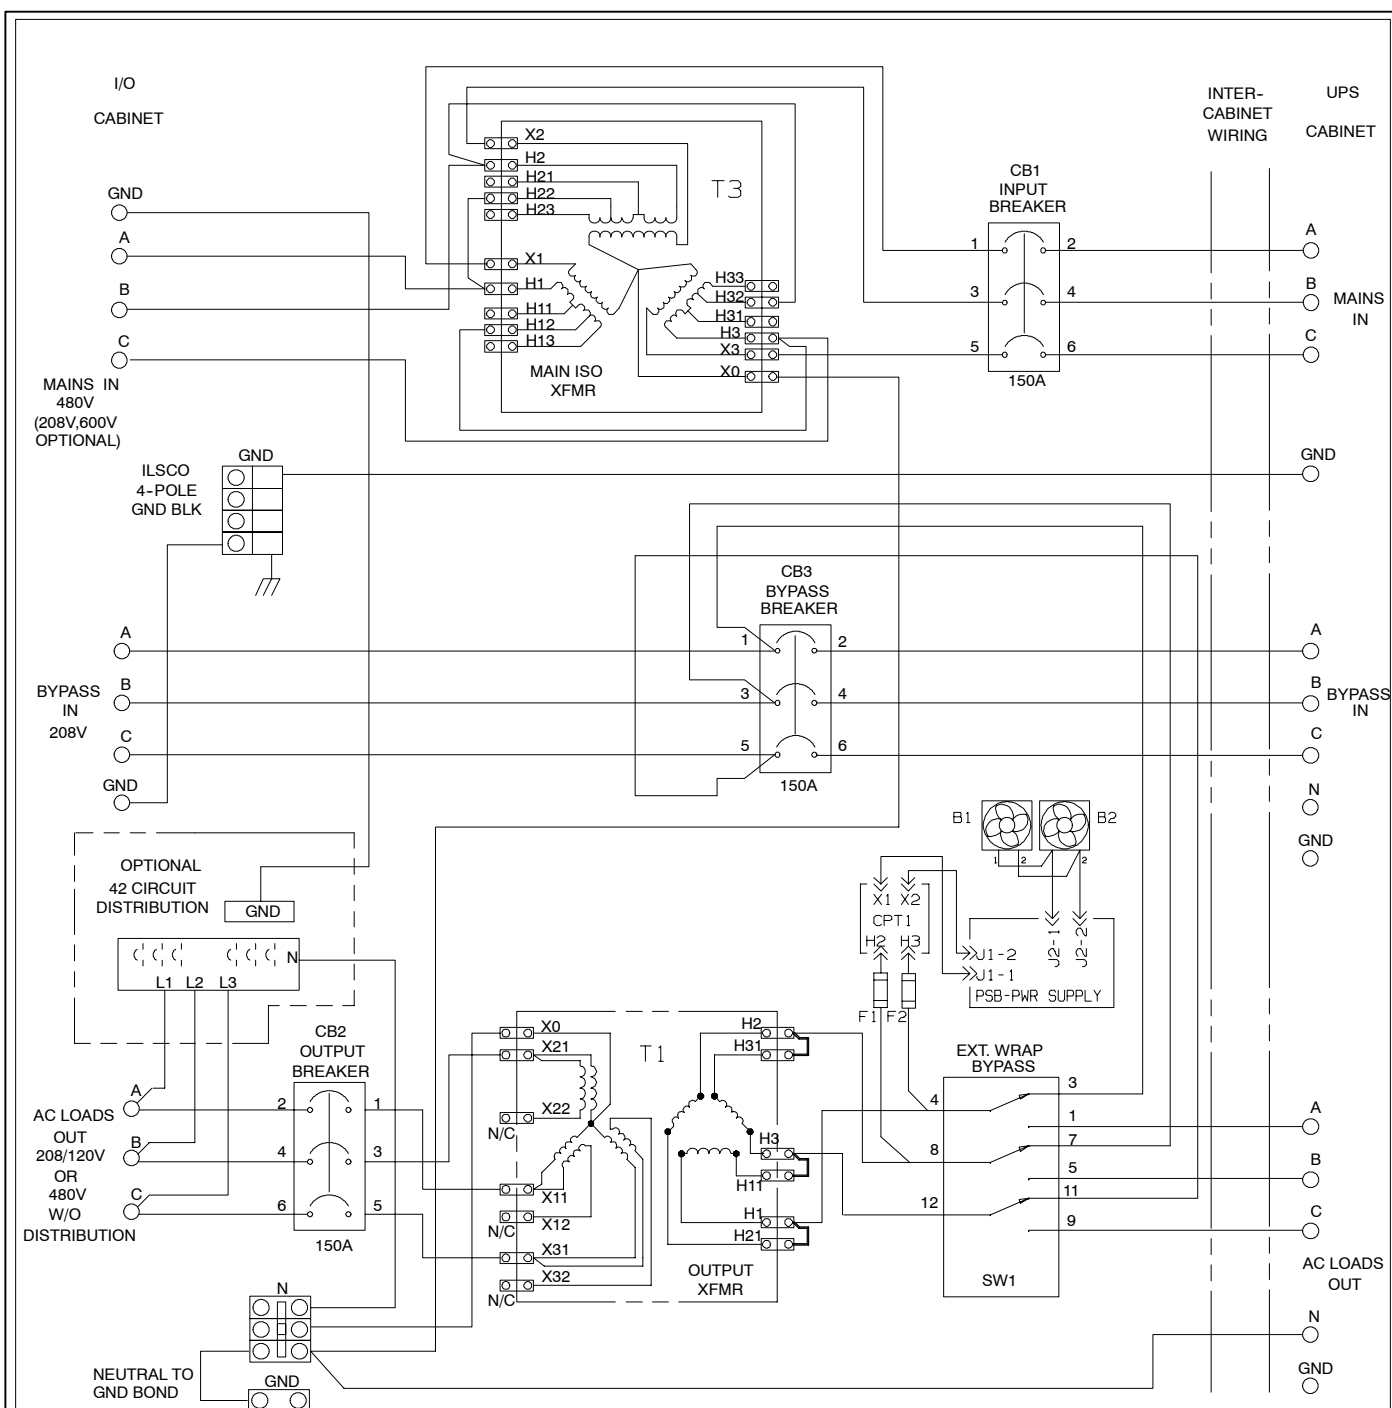 I/O
CABINET
INTER-
CABINET
WIRING
UPS
CABINET
X2
H2
H21
H22
H23
T3
X1
H1
H11
H12
H13
H33
H32
H31
H3
X3
X0
MAIN ISO
XFMR
CB1
INPUT
BREAKER
1
2
3
4
5
6
150A
GND
A
B
C
MAINS IN
480V
(208V,600V
OPTIONAL)
A
B
C
MAINS
IN
GND
GND
ILSCO
4-POLE
GND BLK
CB3
BYPASS
BREAKER
1
2
3
4
5
6
150A
A
B
C
GND
BYPASS
IN
208V
A
B
C
BYPASS
IN
N
GND
B1
B2
1
2
1
2
OPTIONAL
42 CIRCUIT
DISTRIBUTION
GND
N
L1
L2
L3
X1
X2
CPT1
H2
H3
F1
F2
J1-2
J1-1
J2-1
J2-2
PSB-PWR SUPPLY
CB2
OUTPUT
BREAKER
2
1
4
3
6
5
150A
A
B
C
AC LOADS
OUT
208/120V
OR
480V
W/O
DISTRIBUTION
X0
X21
X22
N/C
X11
X12
N/C
X31
X32
N/C
T1
H2
H31
H3
H11
H1
H21
OUTPUT
XFMR
EXT. WRAP
BYPASS
4
3
1
8
7
5
12
11
9
SW1
A
B
C
AC LOADS
OUT
N
GND
N
NEUTRAL TO
GND BOND
GND